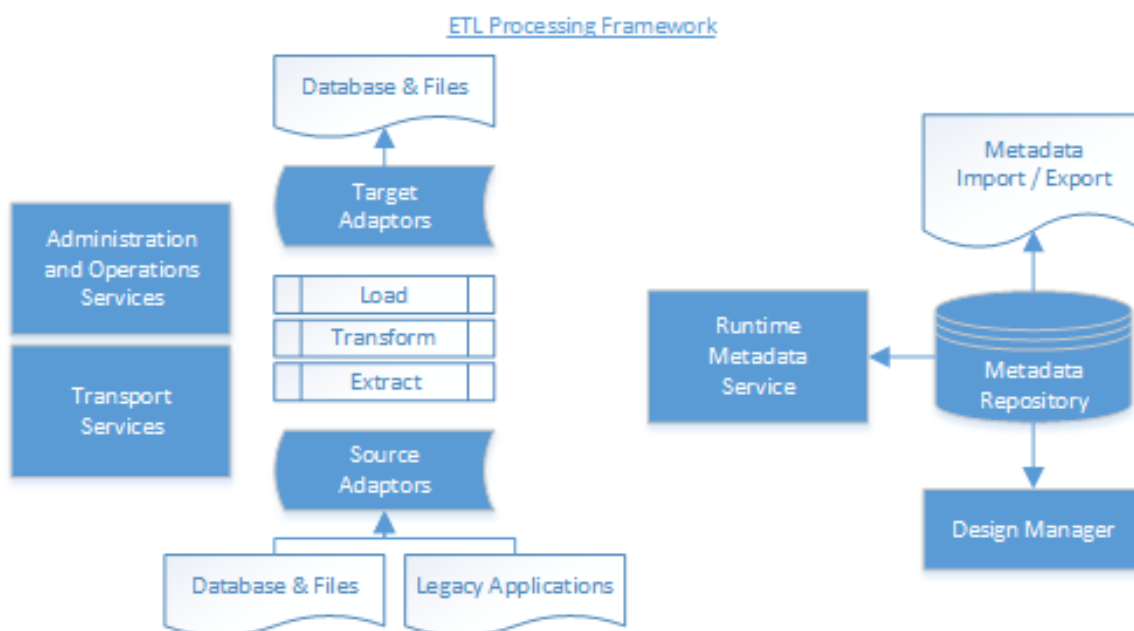 ETL Processing Framework
Database & Files
Target
Adaptors
Administration
and Operations
Services
Load
Transform
Extract
Transport
Services
Source
Adaptors
Database & Files
Legacy Applications
Metadata
Import / Export
Runtime
Metadata
Service
Metadata
Repository
Design Manager